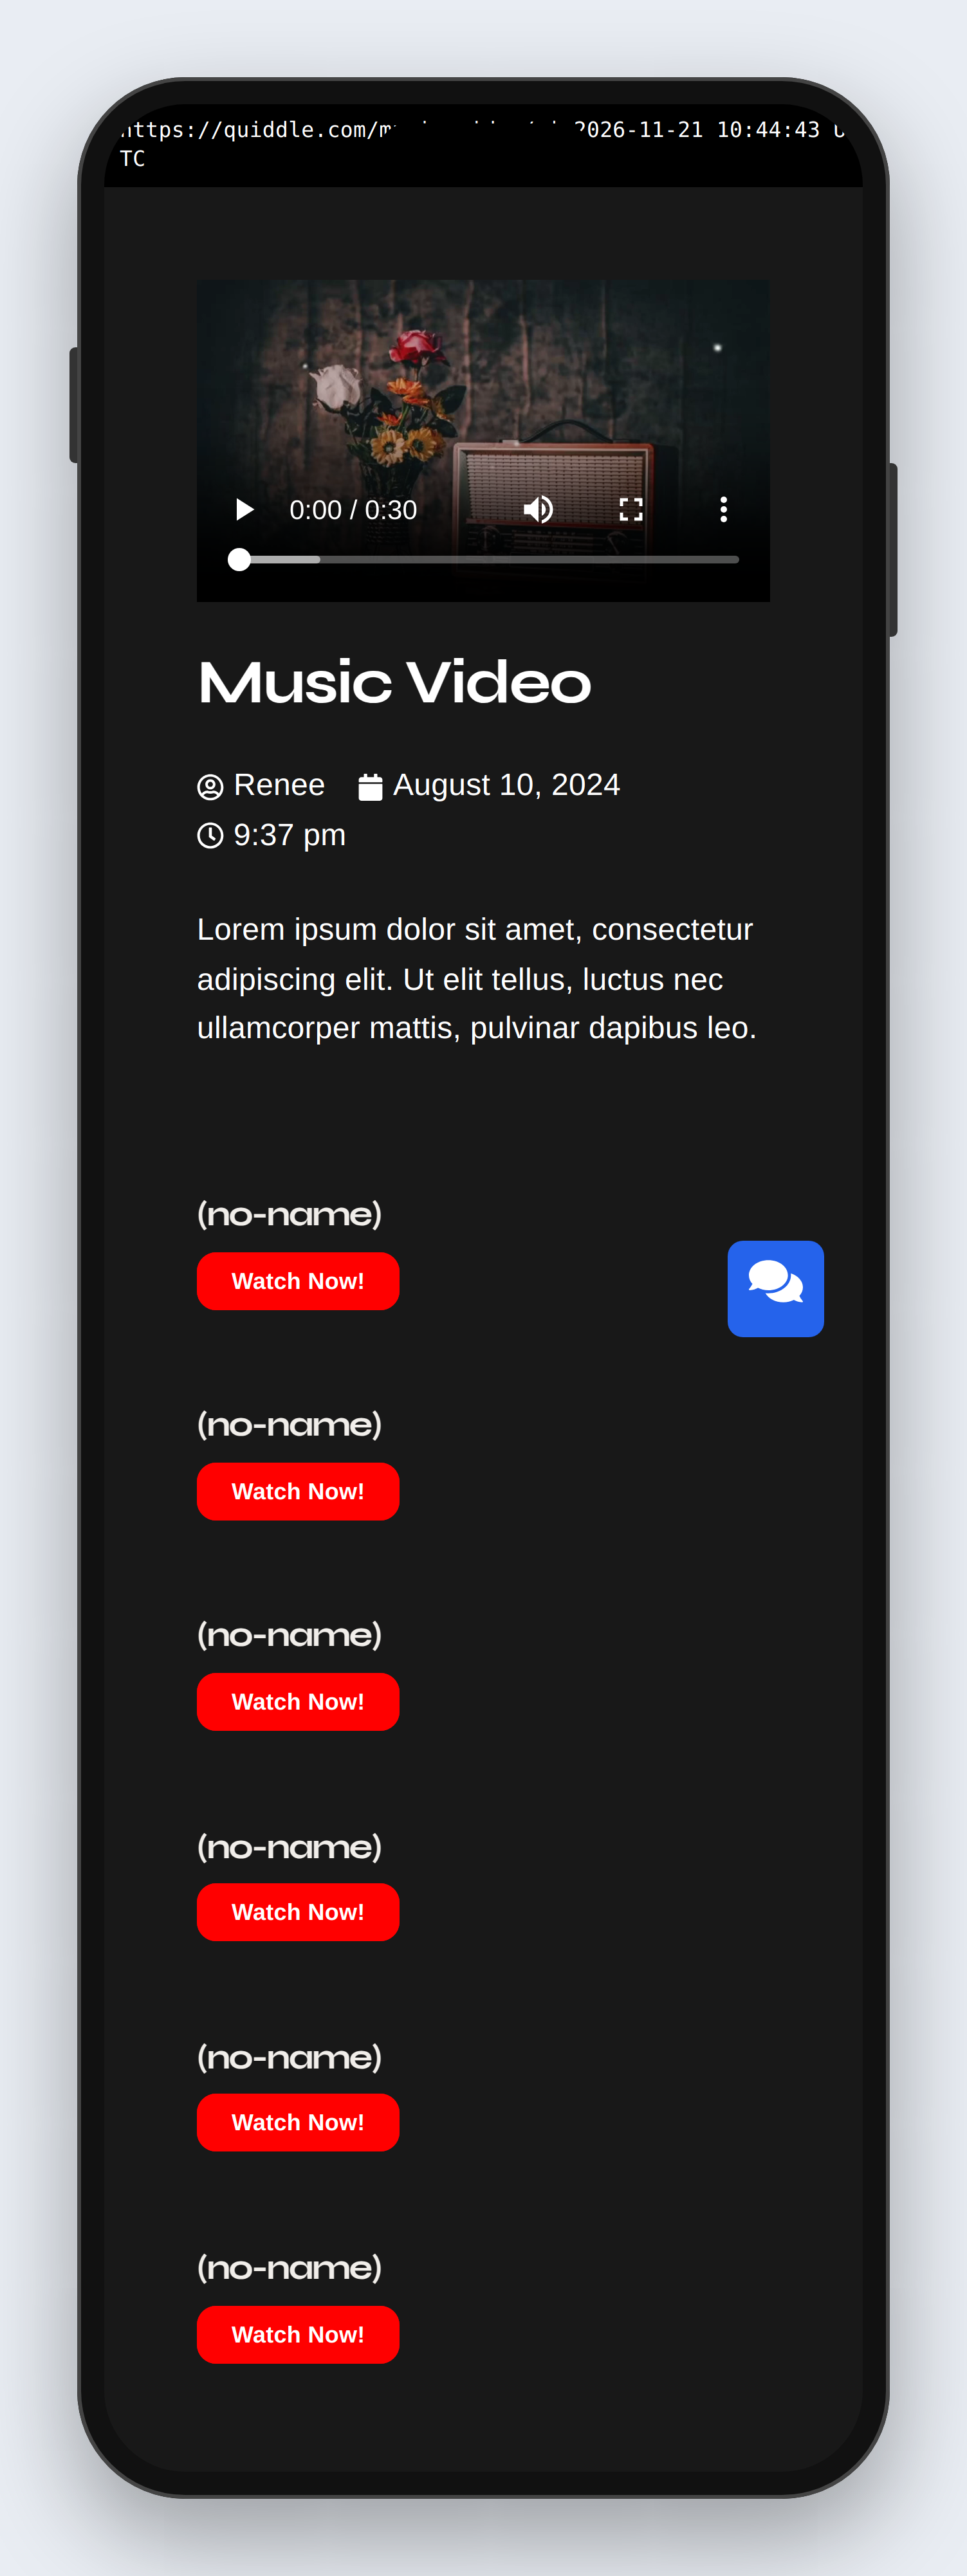 https://quiddle.com/ 2026-11-21 10:44:43
TC
0:00 / 0:30
Music Video
Renee August 10, 2024
9:37 pm
Lorem ipsum dolor sit amet, consectetur
adipiscing elit. Ut elit tellus, luctus nec
ullamcorper mattis, pulvinar dapibus leo.
(no-name)
Watch Now!
(no-name)
Watch Now!
(no-name)
Watch Now!
(no-name)
Watch Now!
(no-name)
Watch Now!
(no-name)
Watch Now!